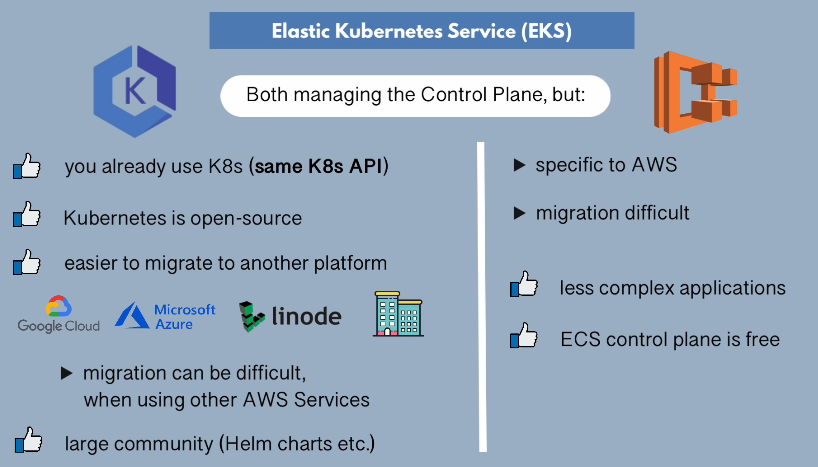 Elastic Kubernetes Service (EKS)
K
Both managing the Control Plane, but:
you already use K8s (same K8s API)
Kubernetes is open-source
easier to migrate to another platform
Google Cloud
Microsoft
Azure
linode
migration can be difficult,
when using other AWS Services
large community (Helm charts etc.)
specific to AWS
migration difficult
less complex applications
ECS control plane is free